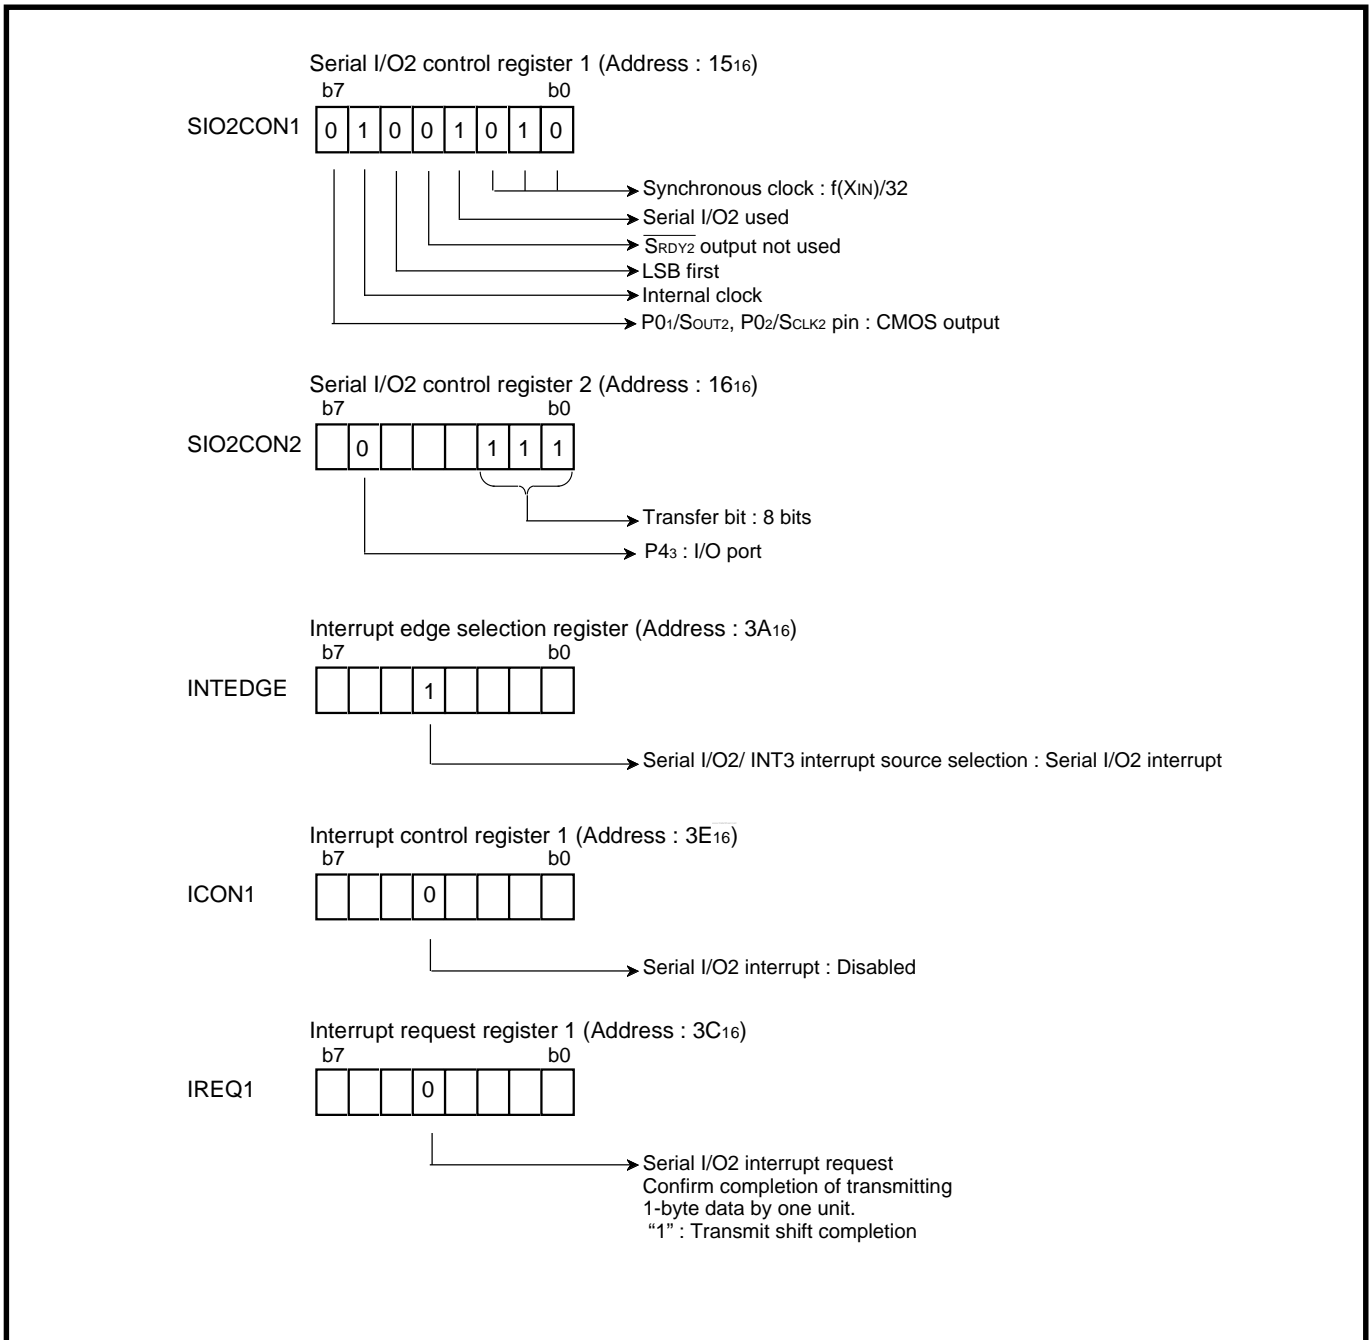 Serial I/O2 control register 1 (Address : 1516)
b7 b0
SIO2CON1 0 1 0 0 1 0 1 0
Synchronous clock : f(XIN)/32
Serial I/O2 used
SRDY2 output not used
LSB first
Internal clock
P01/SOUT2, P02/SCLK2 pin : CMOS output
Serial I/O2 control register 2 (Address : 1616)
b7 b0
SIO2CON2 0 1 1 1
Transfer bit : 8 bits
P43 : I/O port
Interrupt edge selection register (Address : 3A16)
b7 b0
INTEDGE 1
Serial I/O2/ INT3 interrupt source selection : Serial I/O2 interrupt
Interrupt control register 1 (Address : 3E16)
b7 b0
ICON1 0
Serial I/O2 interrupt : Disabled
Interrupt request register 1 (Address : 3C16)
b7 b0
IREQ1 0
Serial I/O2 interrupt request
Confirm completion of transmitting
1-byte data by one unit.
“1” : Transmit shift completion